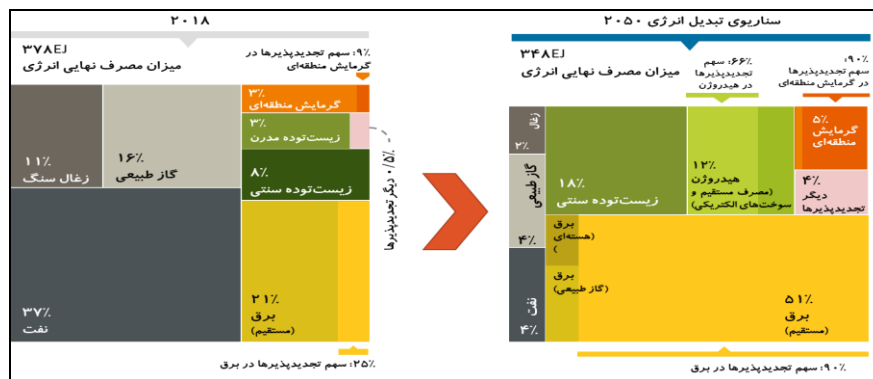 ۲۰۱۸
۳۷۸EJ
میزان مصرف نهایی انرژی
۹٪: سهم تجدیدپذیرها در
گرمایش منطقه‌ای
۱۱٪
زغال سنگ
۱۶٪
گاز طبیعی
۳٪
گرمایش منطقه‌ای
۳٪
زیست‌توده مدرن
۸٪
زیست‌توده سنتی
۰/۵٪ دیگر تجدیدپذیرها
۳۷٪
نفت
۲۱٪
برق
(مستقیم)
۲۵٪: سهم تجدیدپذیرها در برق
سناریوی تبدیل انرژی ۲۰۵۰
۳۴۸EJ
میزان مصرف نهایی انرژی
۶۶٪: سهم
تجدیدپذیرها
در هیدروژن
۹۰٪:
سهم تجدیدپذیرها
در گرمایش منطقه‌ای
زغال
۲٪
گاز طبیعی
۴٪
نفت
۴٪
۱۸٪
زیست‌توده سنتی
۱۲٪
هیدروژن
(مصرف مستقیم و
سوخت‌های الکتریکی)
۵٪
گرمایش
منطقه‌ای
۴٪
دیگر
تجدیدپذیرها
برق
(هسته‌ای
)
برق
(گاز طبیعی)
۵۱٪
برق
(مستقیم)
۹۰٪: سهم تجدیدپذیرها در برق